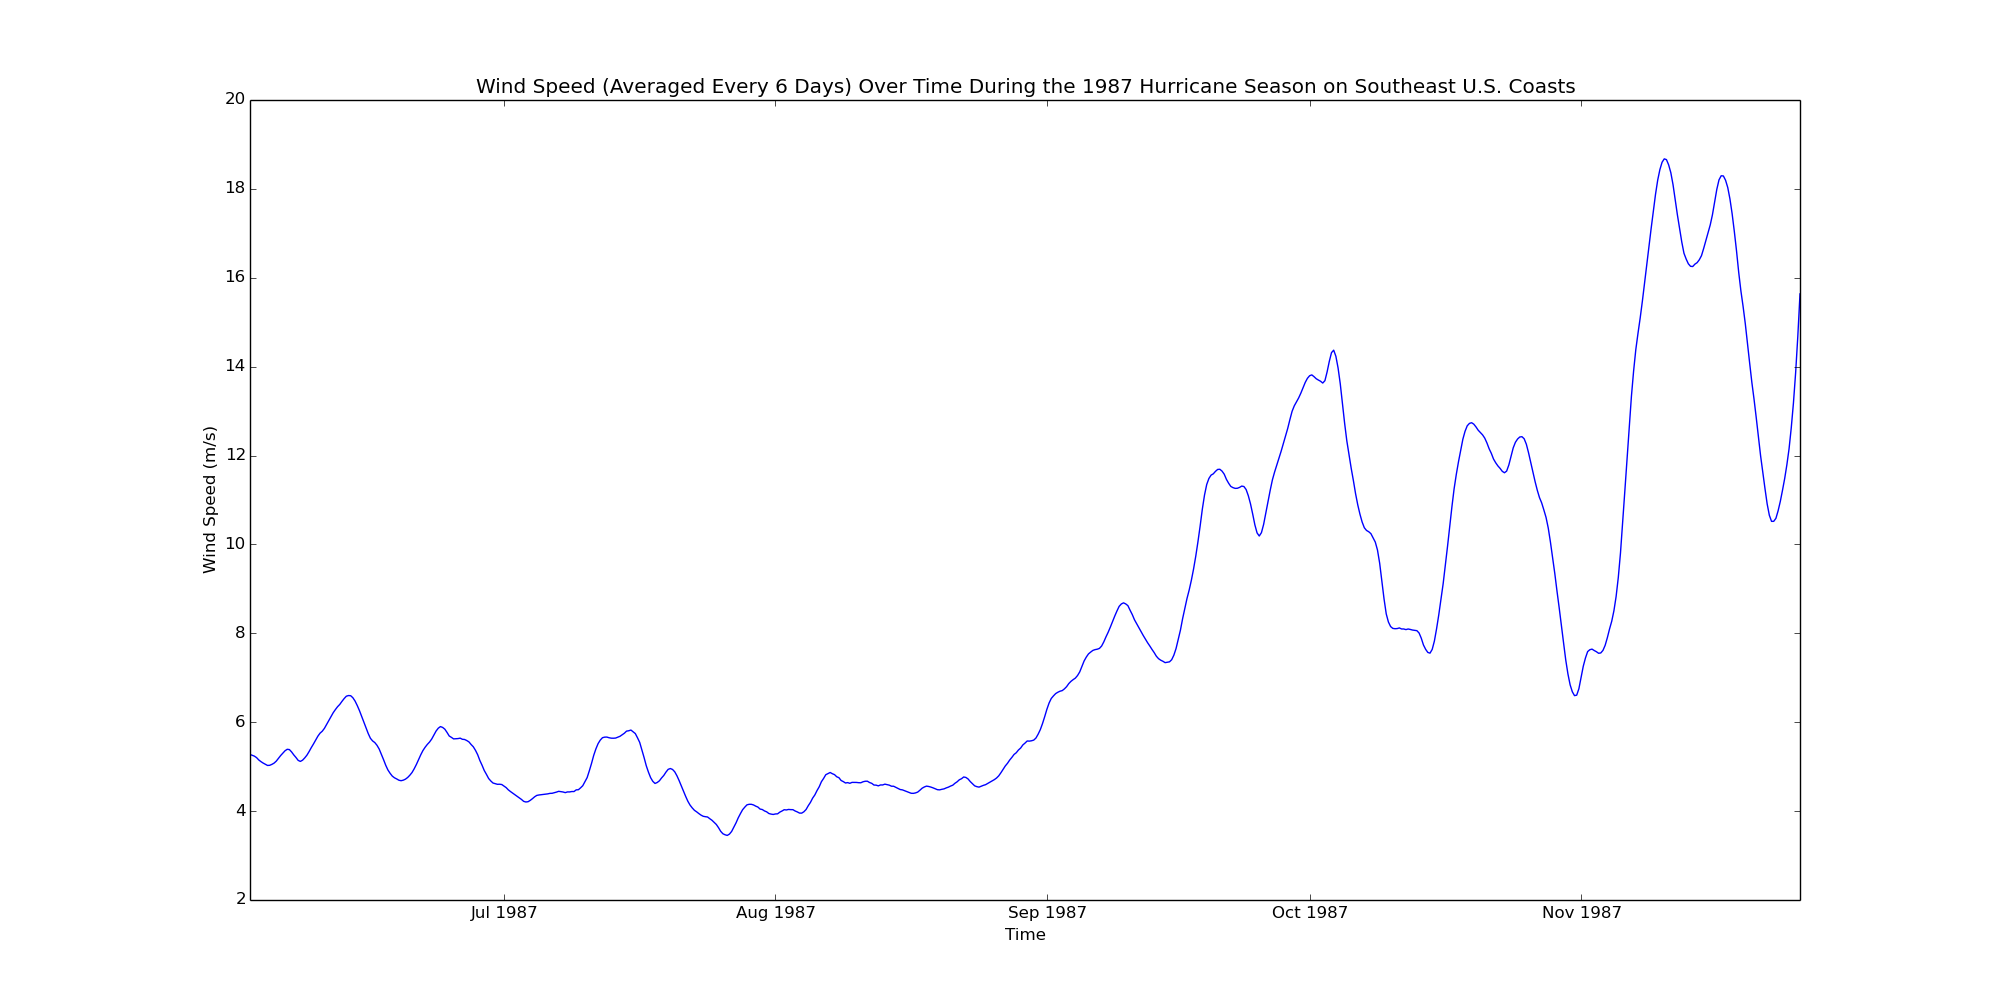 Wind Speed (Averaged Every 6 Days) Over Time During the 1987 Hurricane Season on Southeast U.S. Coasts
20
18
16
14
12
10
8
6
4
2
Wind Speed (m/s)
Jul 1987 Aug 1987 Sep 1987 Oct 1987 Nov 1987
Time